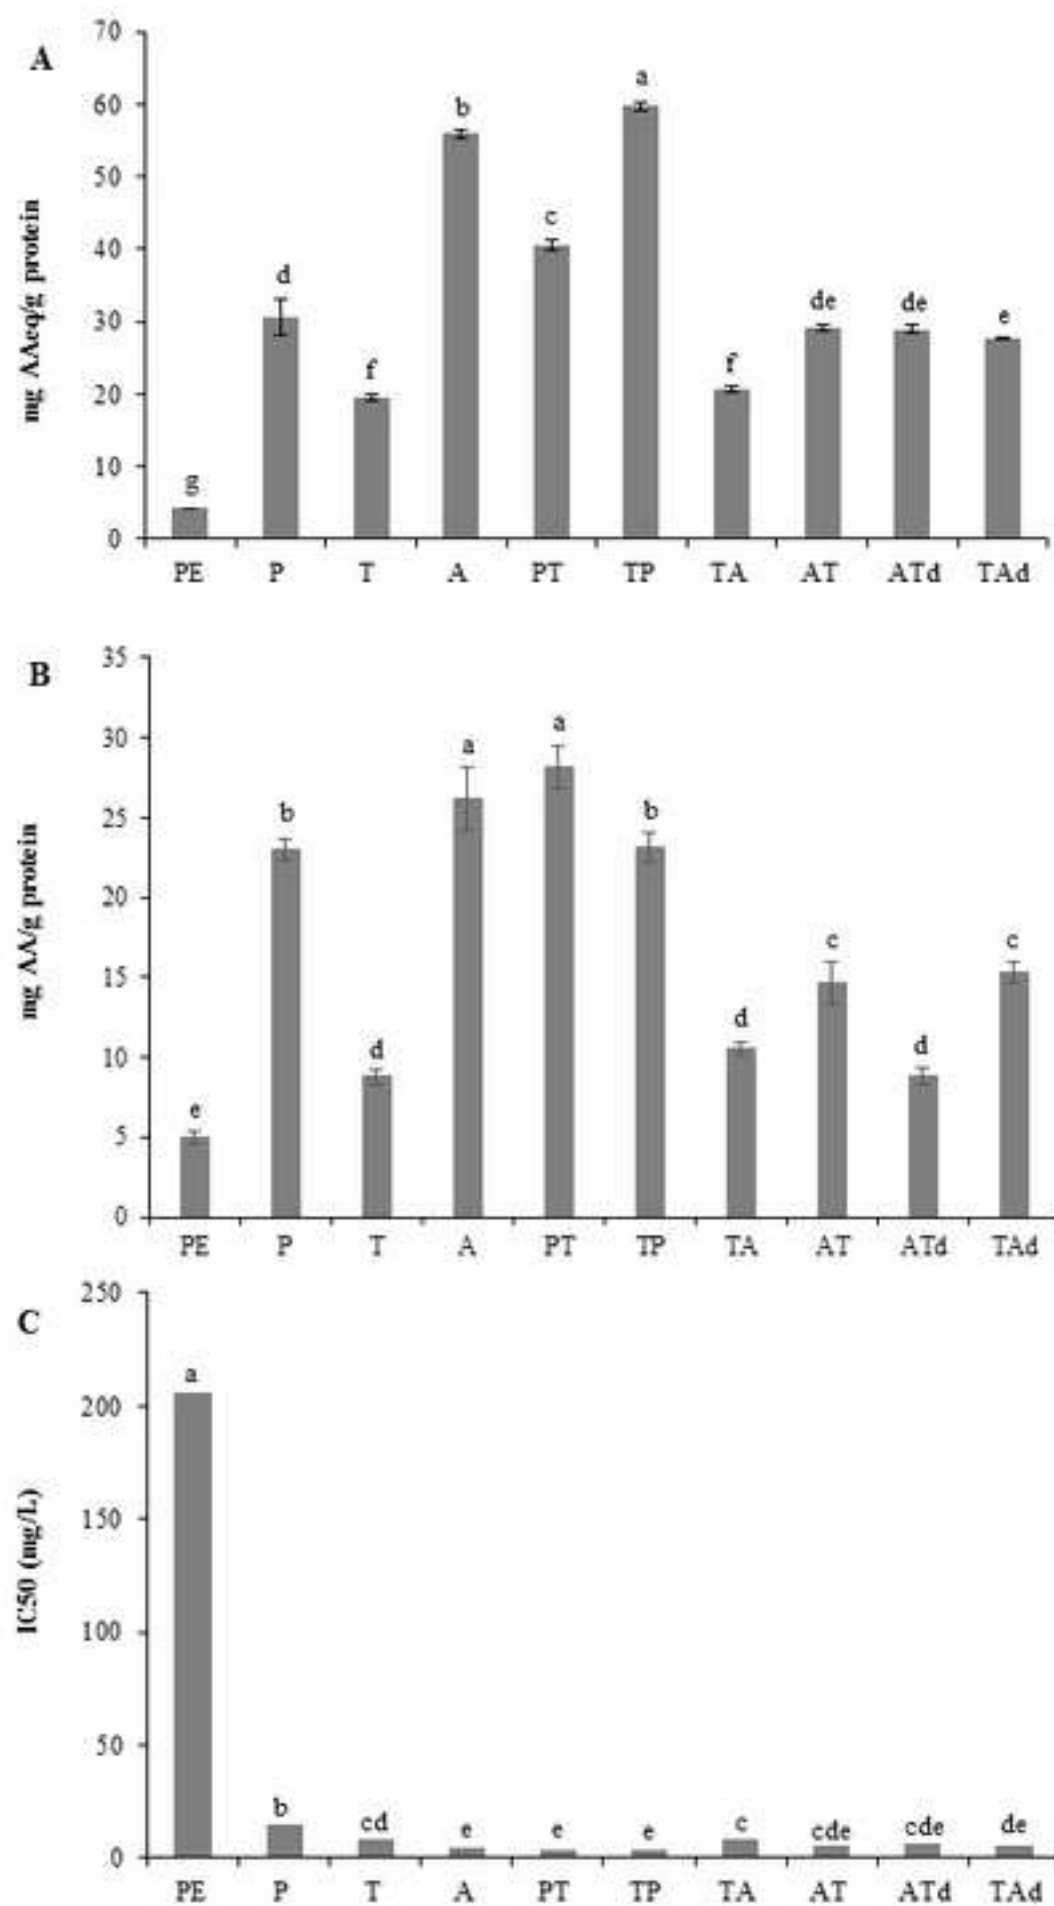 A
70
60
50
40
30
20
10
0
mg AAeq/g protein
g
d
f
b
c
a
f
de
de
e
PE P T A PT TP TA AT ATd TAd
B
35
30
25
20
15
10
5
0
mg AA/g protein
e
b
d
a
a
b
d
c
d
c
PE P T A PT TP TA AT ATd TAd
C
250
200
150
100
50
0
IC50 (mg/L)
a
b
cd
e
e
e
c
cde
cde
de
PE P T A PT TP TA AT ATd TAd